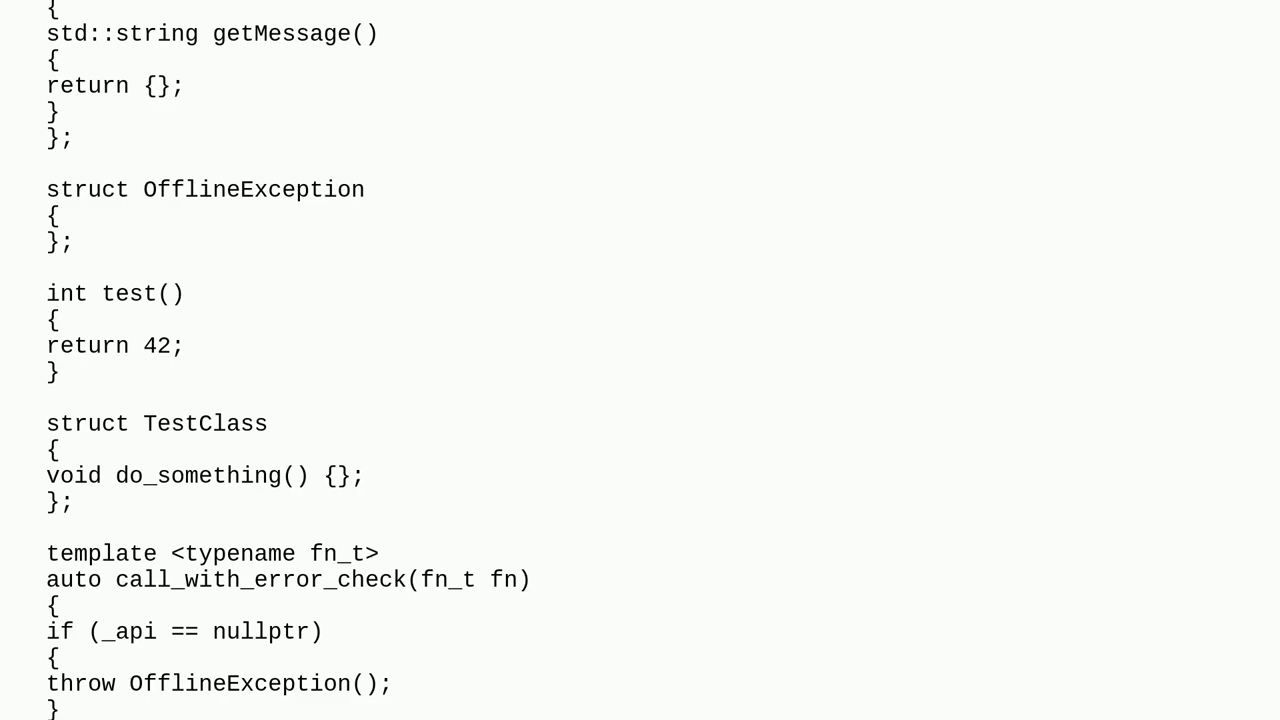 {
std::string getMessage()
{
return {};
}
};
struct OfflineException
{
};
int test()
{
return 42;
}
struct TestClass
{
void do_something() {};
};
template <typename fn_t>
auto call_with_error_check(fn_t fn)
{
if (_api == nullptr)
{
throw OfflineException();
}